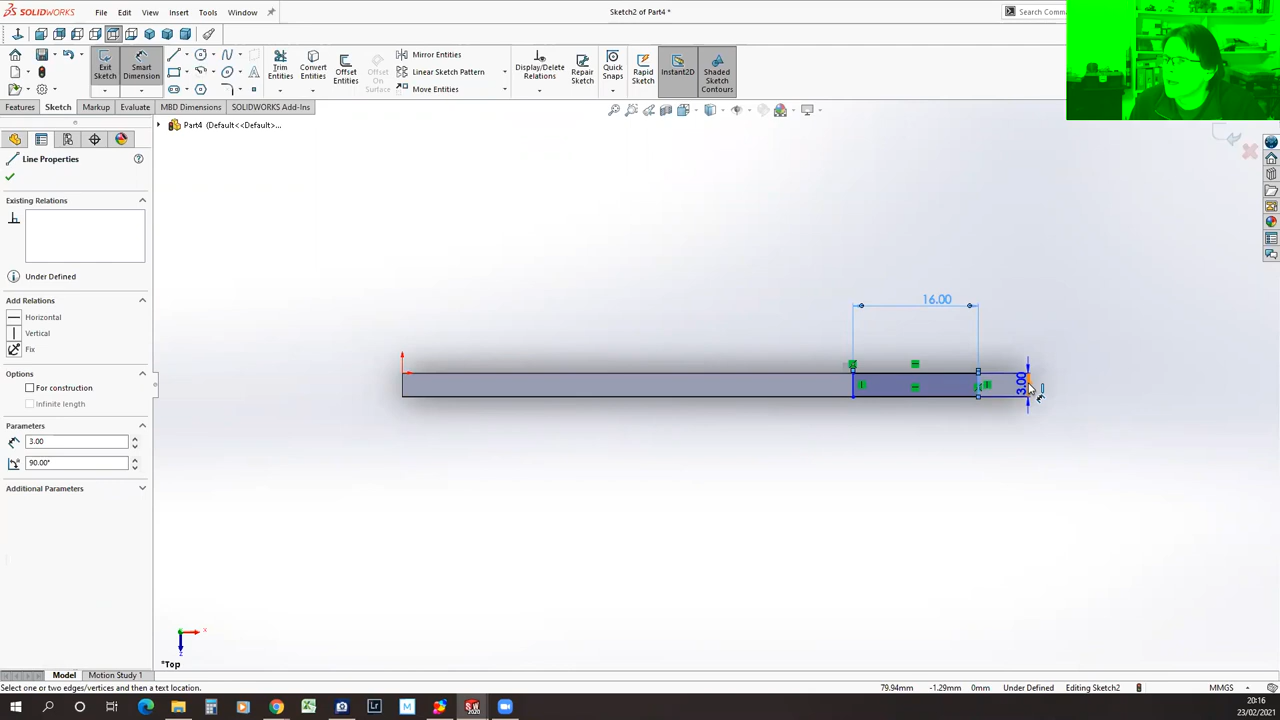 SOLIDWORKS
File Edit View Insert Tools Window
Sketch2 of Part4 *
Search Comm
Exit Sketch
Smart Dimension
Trim Entities
Convert Entities
Offset Entities
Offset On Surface
Mirror Entities
Linear Sketch Pattern
Move Entities
Display/Delete Relations
Repair Sketch
Quick Snaps
Rapid Sketch
Instant2D
Shaded Sketch Contours
Features Sketch Markup Evaluate MBD Dimensions SOLIDWORKS Add-Ins
Part4 (Default<<Default>...
Line Properties
Existing Relations
Under Defined
Add Relations
Horizontal
Vertical
Fix
Options
For construction
Infinite length
Parameters
3.00
90.00°
Additional Parameters
16.00
3.00
x
z
*Top
Model Motion Study 1
Select one or two edges/vertices and then a text location.
79.94mm -1.29mm 0mm Under Defined Editing Sketch2 MMGS
20:16
23/02/2021